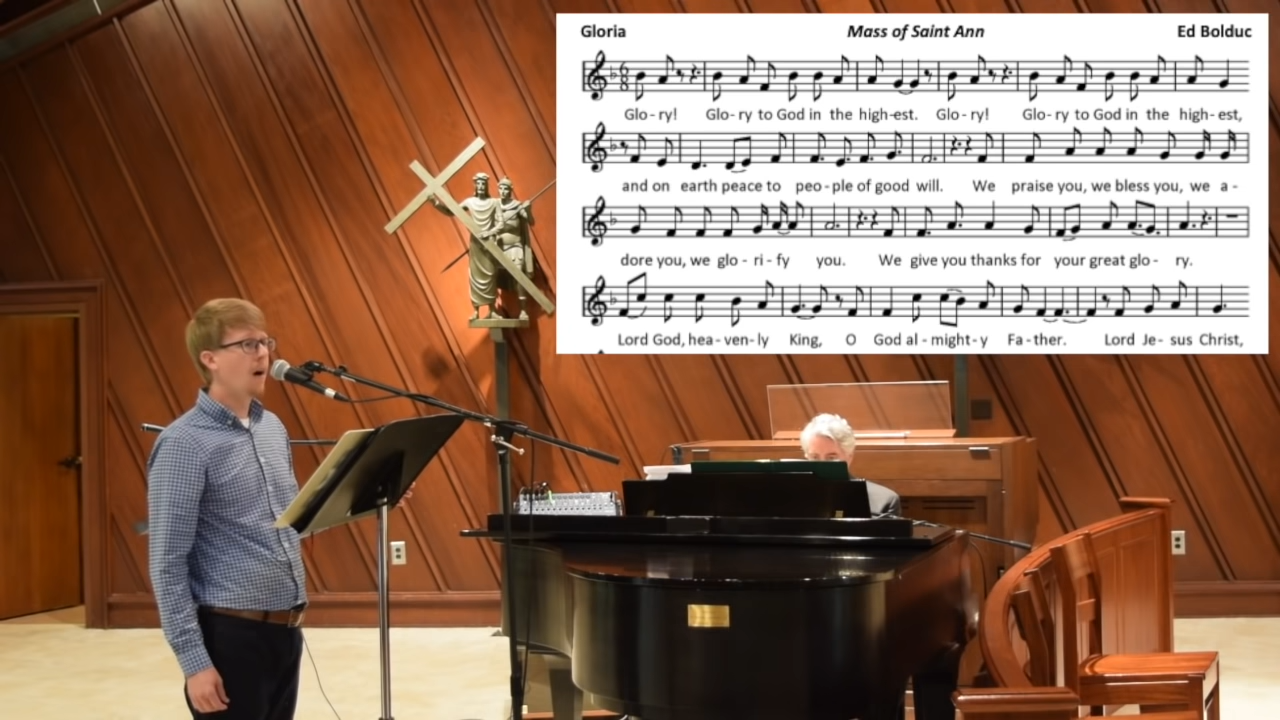 Gloria Mass of Saint Ann Ed Bolduc
Glo-ry! Glo-ry to God in the high-est. Glo-ry! Glo-ry to God in the high-est,
and on earth peace to peo-ple of good will. We praise you, we bless you, we a-
dore you, we glo-ri-fy you. We give you thanks for your great glo-ry.
Lord God, hea-ven-ly King, O God al-might-y Fa-ther. Lord Je-sus Christ,